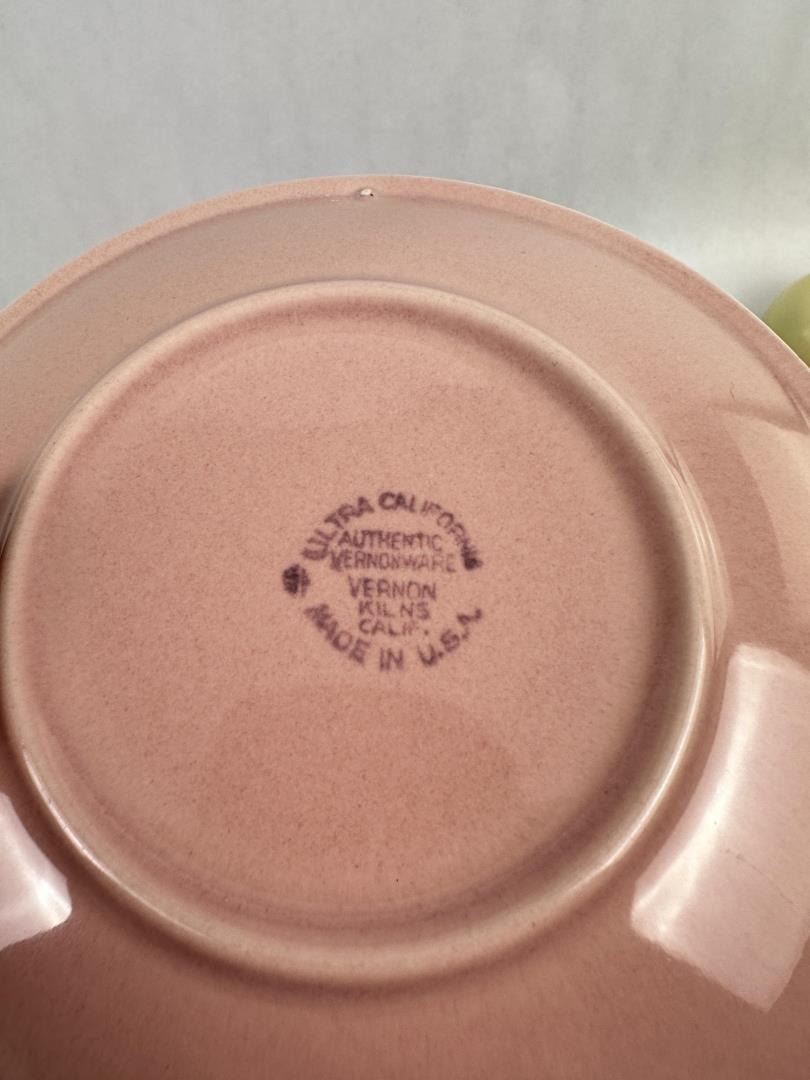 ULTRA CALIFORNIA
AUTHENTIC
VERNONWARE
VERNON
KILNS
CALIF.
MADE IN U.S.A.